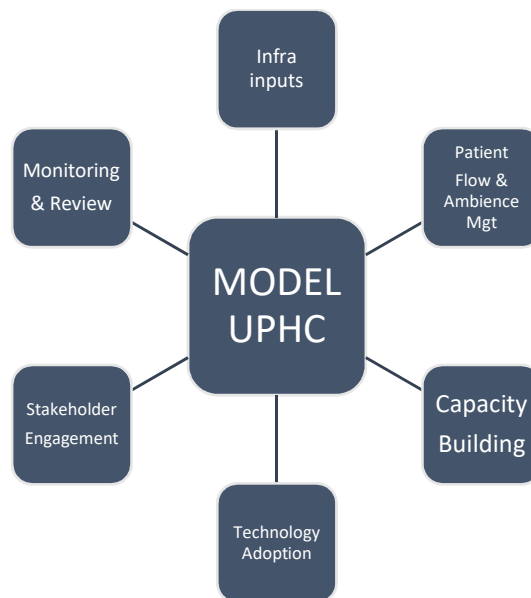 Infra
inputs
Patient
Flow &
Ambience
Mgt
Monitoring
& Review
MODEL
UPHC
Capacity
Building
Stakeholder
Engagement
Technology
Adoption